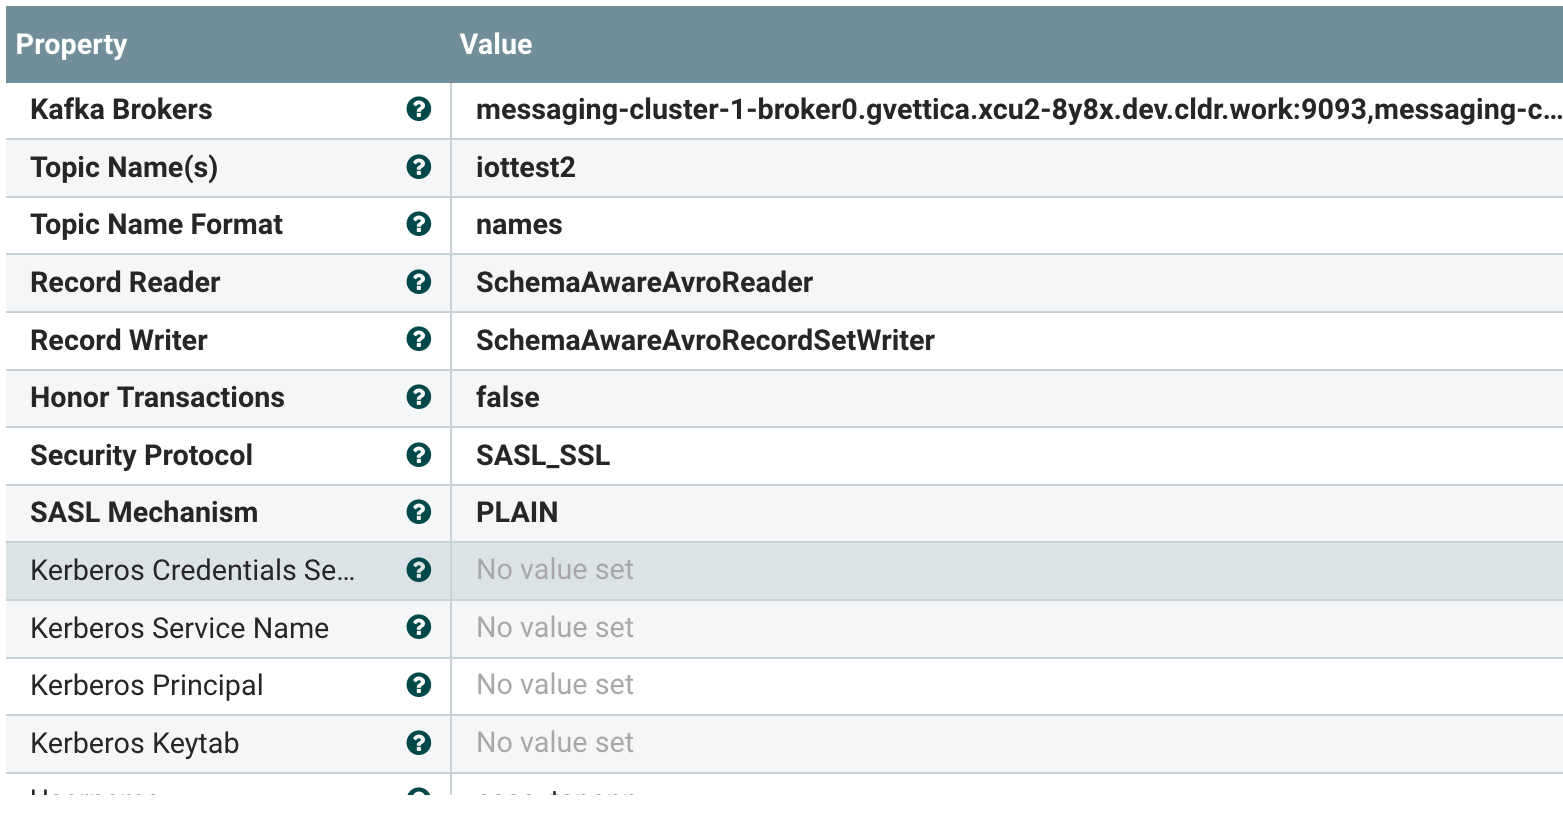 Property Value
Kafka Brokers ? messaging-cluster-1-broker0.gvettica.xcu2-8y8x.dev.cldr.work:9093,messaging-c...
Topic Name(s) ? iottest2
Topic Name Format ? names
Record Reader ? SchemaAwareAvroReader
Record Writer ? SchemaAwareAvroRecordSetWriter
Honor Transactions ? false
Security Protocol ? SASL_SSL
SASL Mechanism ? PLAIN
Kerberos Credentials Se... ? No value set
Kerberos Service Name ? No value set
Kerberos Principal ? No value set
Kerberos Keytab ? No value set